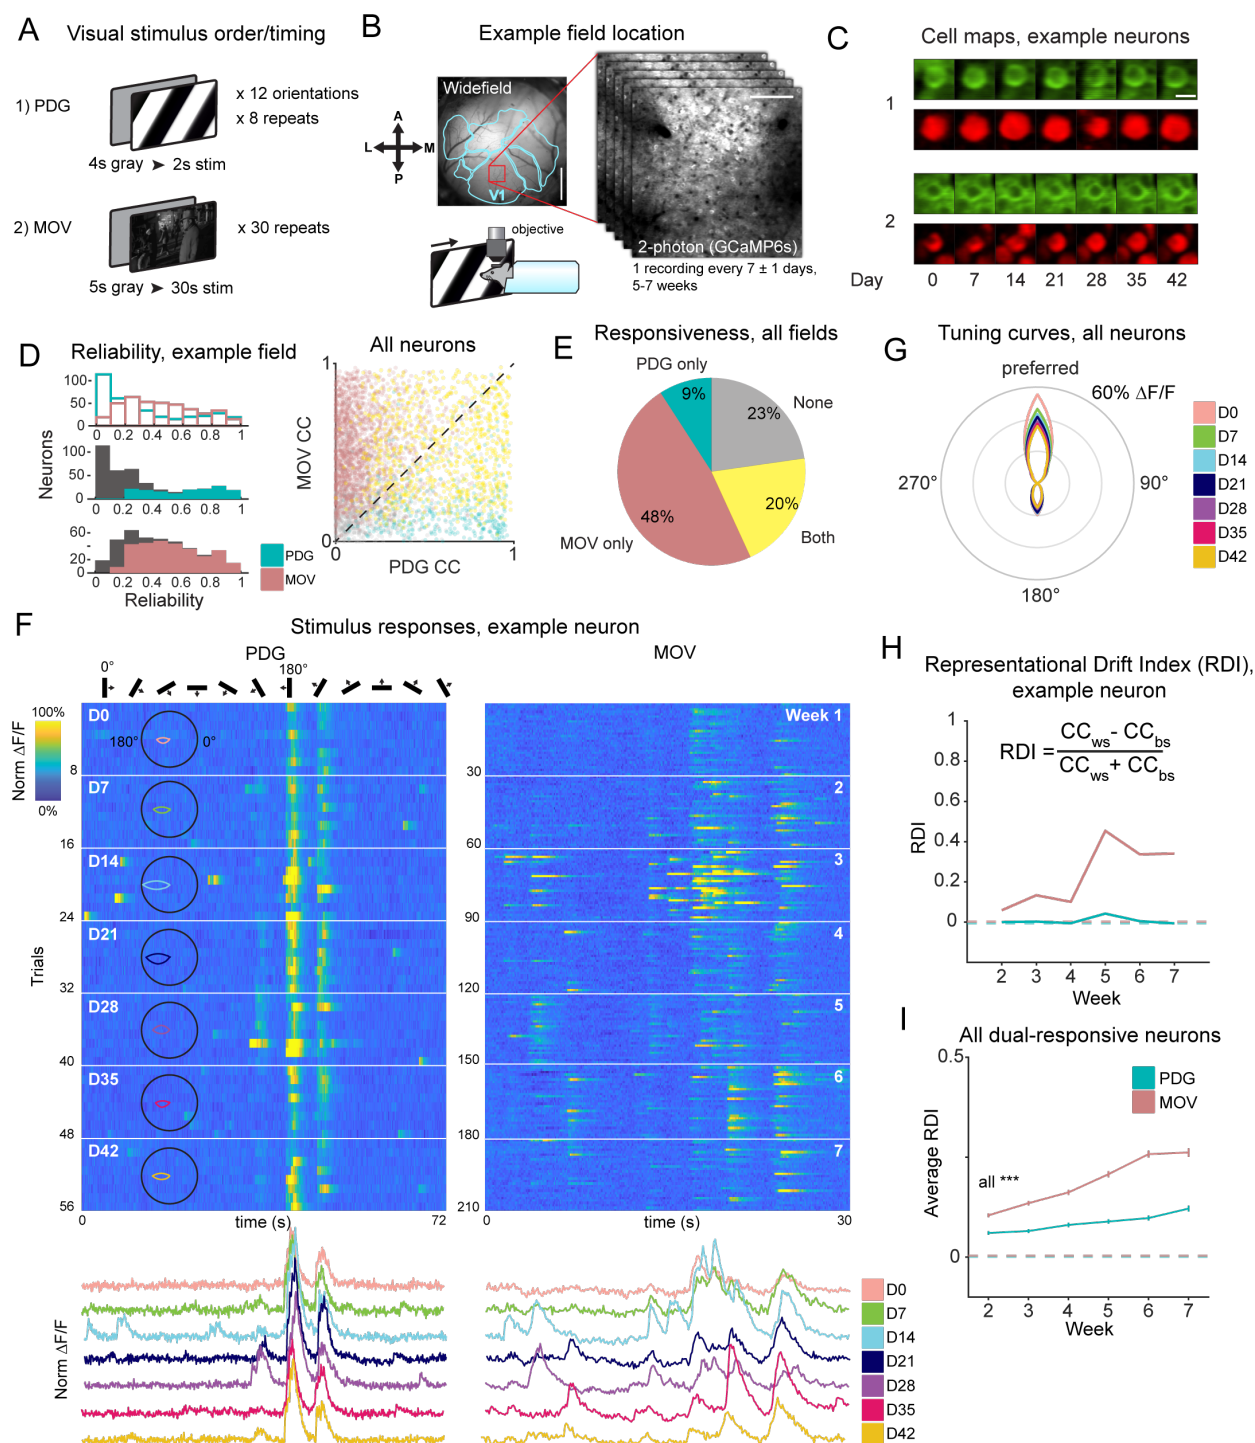 A
Visual stimulus order/timing
1) PDG
x 12 orientations
x 8 repeats
4s gray ➤ 2s stim
2) MOV
x 30 repeats
5s gray ➤ 30s stim
B
Example field location
Widefield
A
L M
P
V1
objective
2-photon (GCaMP6s)
1 recording every 7 ± 1 days,
5-7 weeks
C
Cell maps, example neurons
1
2
Day 0 7 14 21 28 35 42
D
Reliability, example field
100
50
0
0 0.2 0.4 0.6 0.8 1
Neurons
100
50
0
0 0.2 0.4 0.6 0.8 1
60
20
0
0 0.2 0.4 0.6 0.8 1
Reliability
PDG
MOV
All neurons
1
MOV CC
0
0 1
PDG CC
E
Responsiveness, all fields
PDG only
9%
None
23%
20%
Both
48%
MOV only
G
Tuning curves, all neurons
preferred
60% ΔF/F
270°
90°
180°
D0
D7
D14
D21
D28
D35
D42
F
Stimulus responses, example neuron
PDG
0° 180°
100%
Norm ΔF/F
0%
D0
180° 0°
8
D7
16
D14
24
D21
Trials
32
D28
40
D35
48
D42
56
0 time (s) 72
MOV
Week 1
30
2
60
3
90
4
120
5
150
6
180
7
210
0 time (s) 30
Norm ΔF/F
D0
D7
D14
D21
D28
D35
D42
H
Representational Drift Index (RDI),
example neuron
RDI = CCws - CCbs
CCws + CCbs
1
0.8
0.6
0.4
0.2
0
RDI
2 3 4 5 6 7
Week
I
All dual-responsive neurons
0.5
PDG
MOV
all ***
Average RDI
0
2 3 4 5 6 7
Week